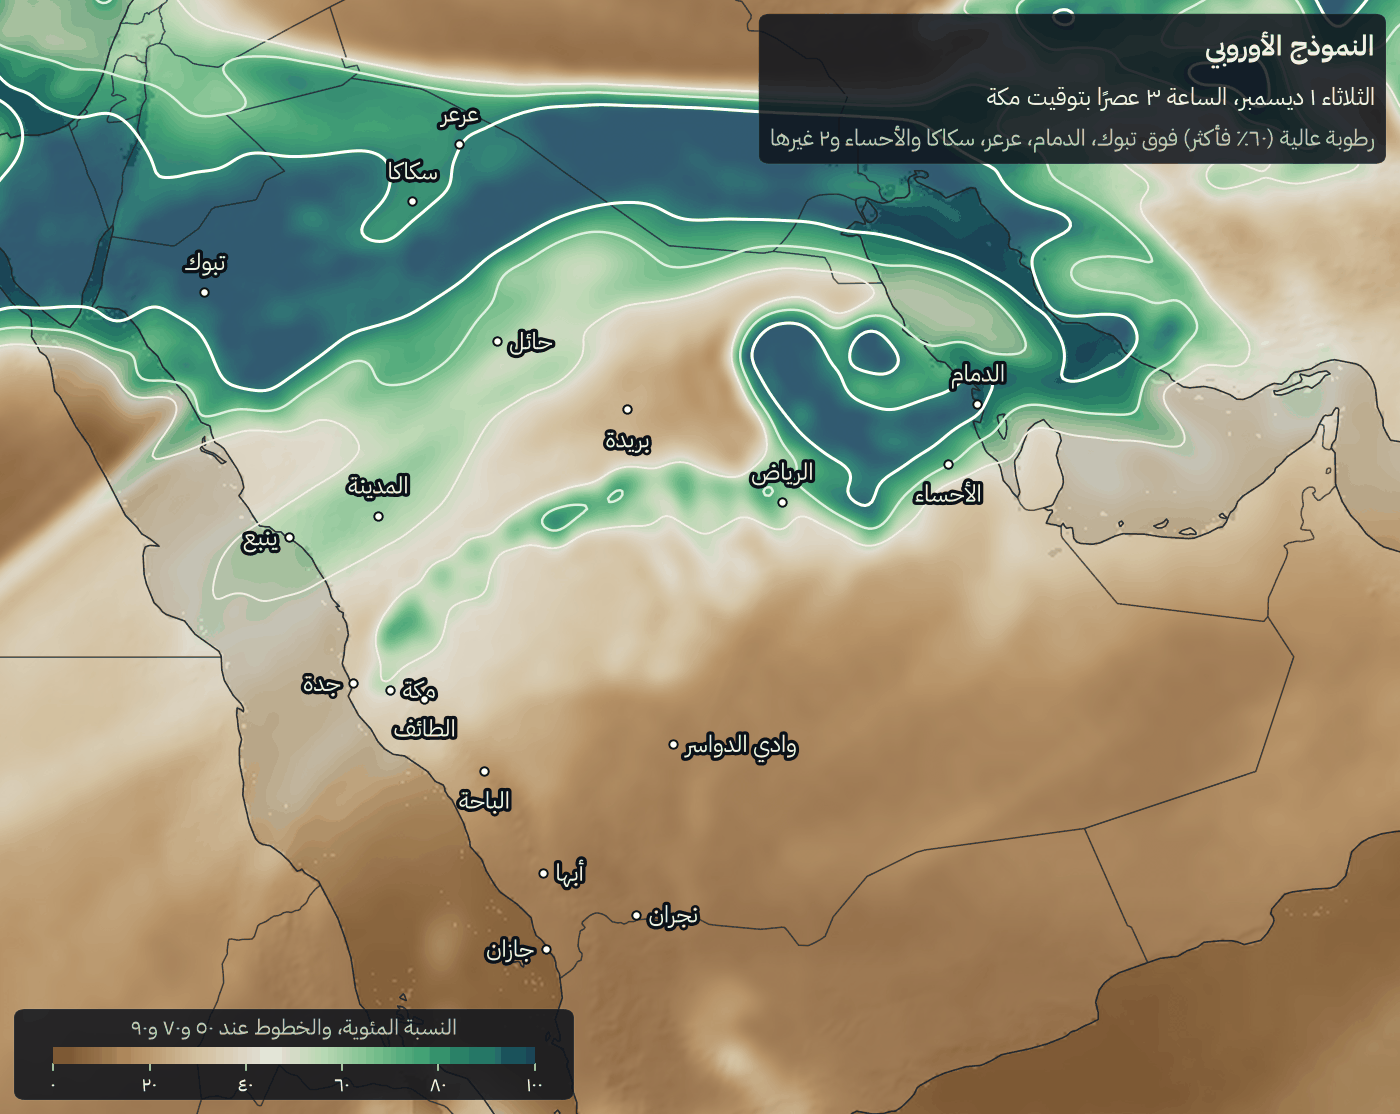 النموذج الأوروبي
الثلاثاء ١ ديسمبر، الساعة ٣ عصرًا بتوقيت مكة
رطوبة عالية (٦٠٪ فأكثر) فوق تبوك، الدمام، عرعر، سكاكا والأحساء و٢ غيرها
عرعر
سكاكا
تبوك
حائل
الدمام
بريدة
الرياض
الأحساء
المدينة
ينبع
جدة
مكة
الطائف
وادي الدواسر
الباحة
أبها
نجران
جازان
النسبة المئوية، والخطوط عند ٥٠ و٧٠ و٩٠
٠ ٢٠ ٤٠ ٦٠ ٨٠ ١٠٠